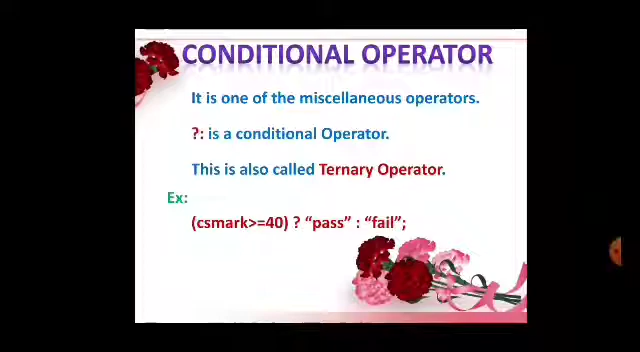 CONDITIONAL OPERATOR
It is one of the miscellaneous operators.
?: is a conditional Operator.
This is also called Ternary Operator.
Ex:
(csmark>=40) ? “pass” : “fail”;